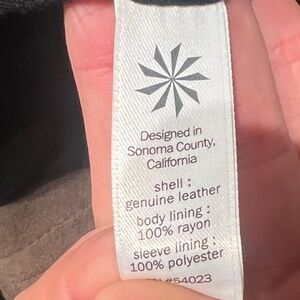 Designed in
Sonoma County,
California
shell :
genuine leather
body lining :
100% rayon
sleeve lining :
100% polyester
#54023